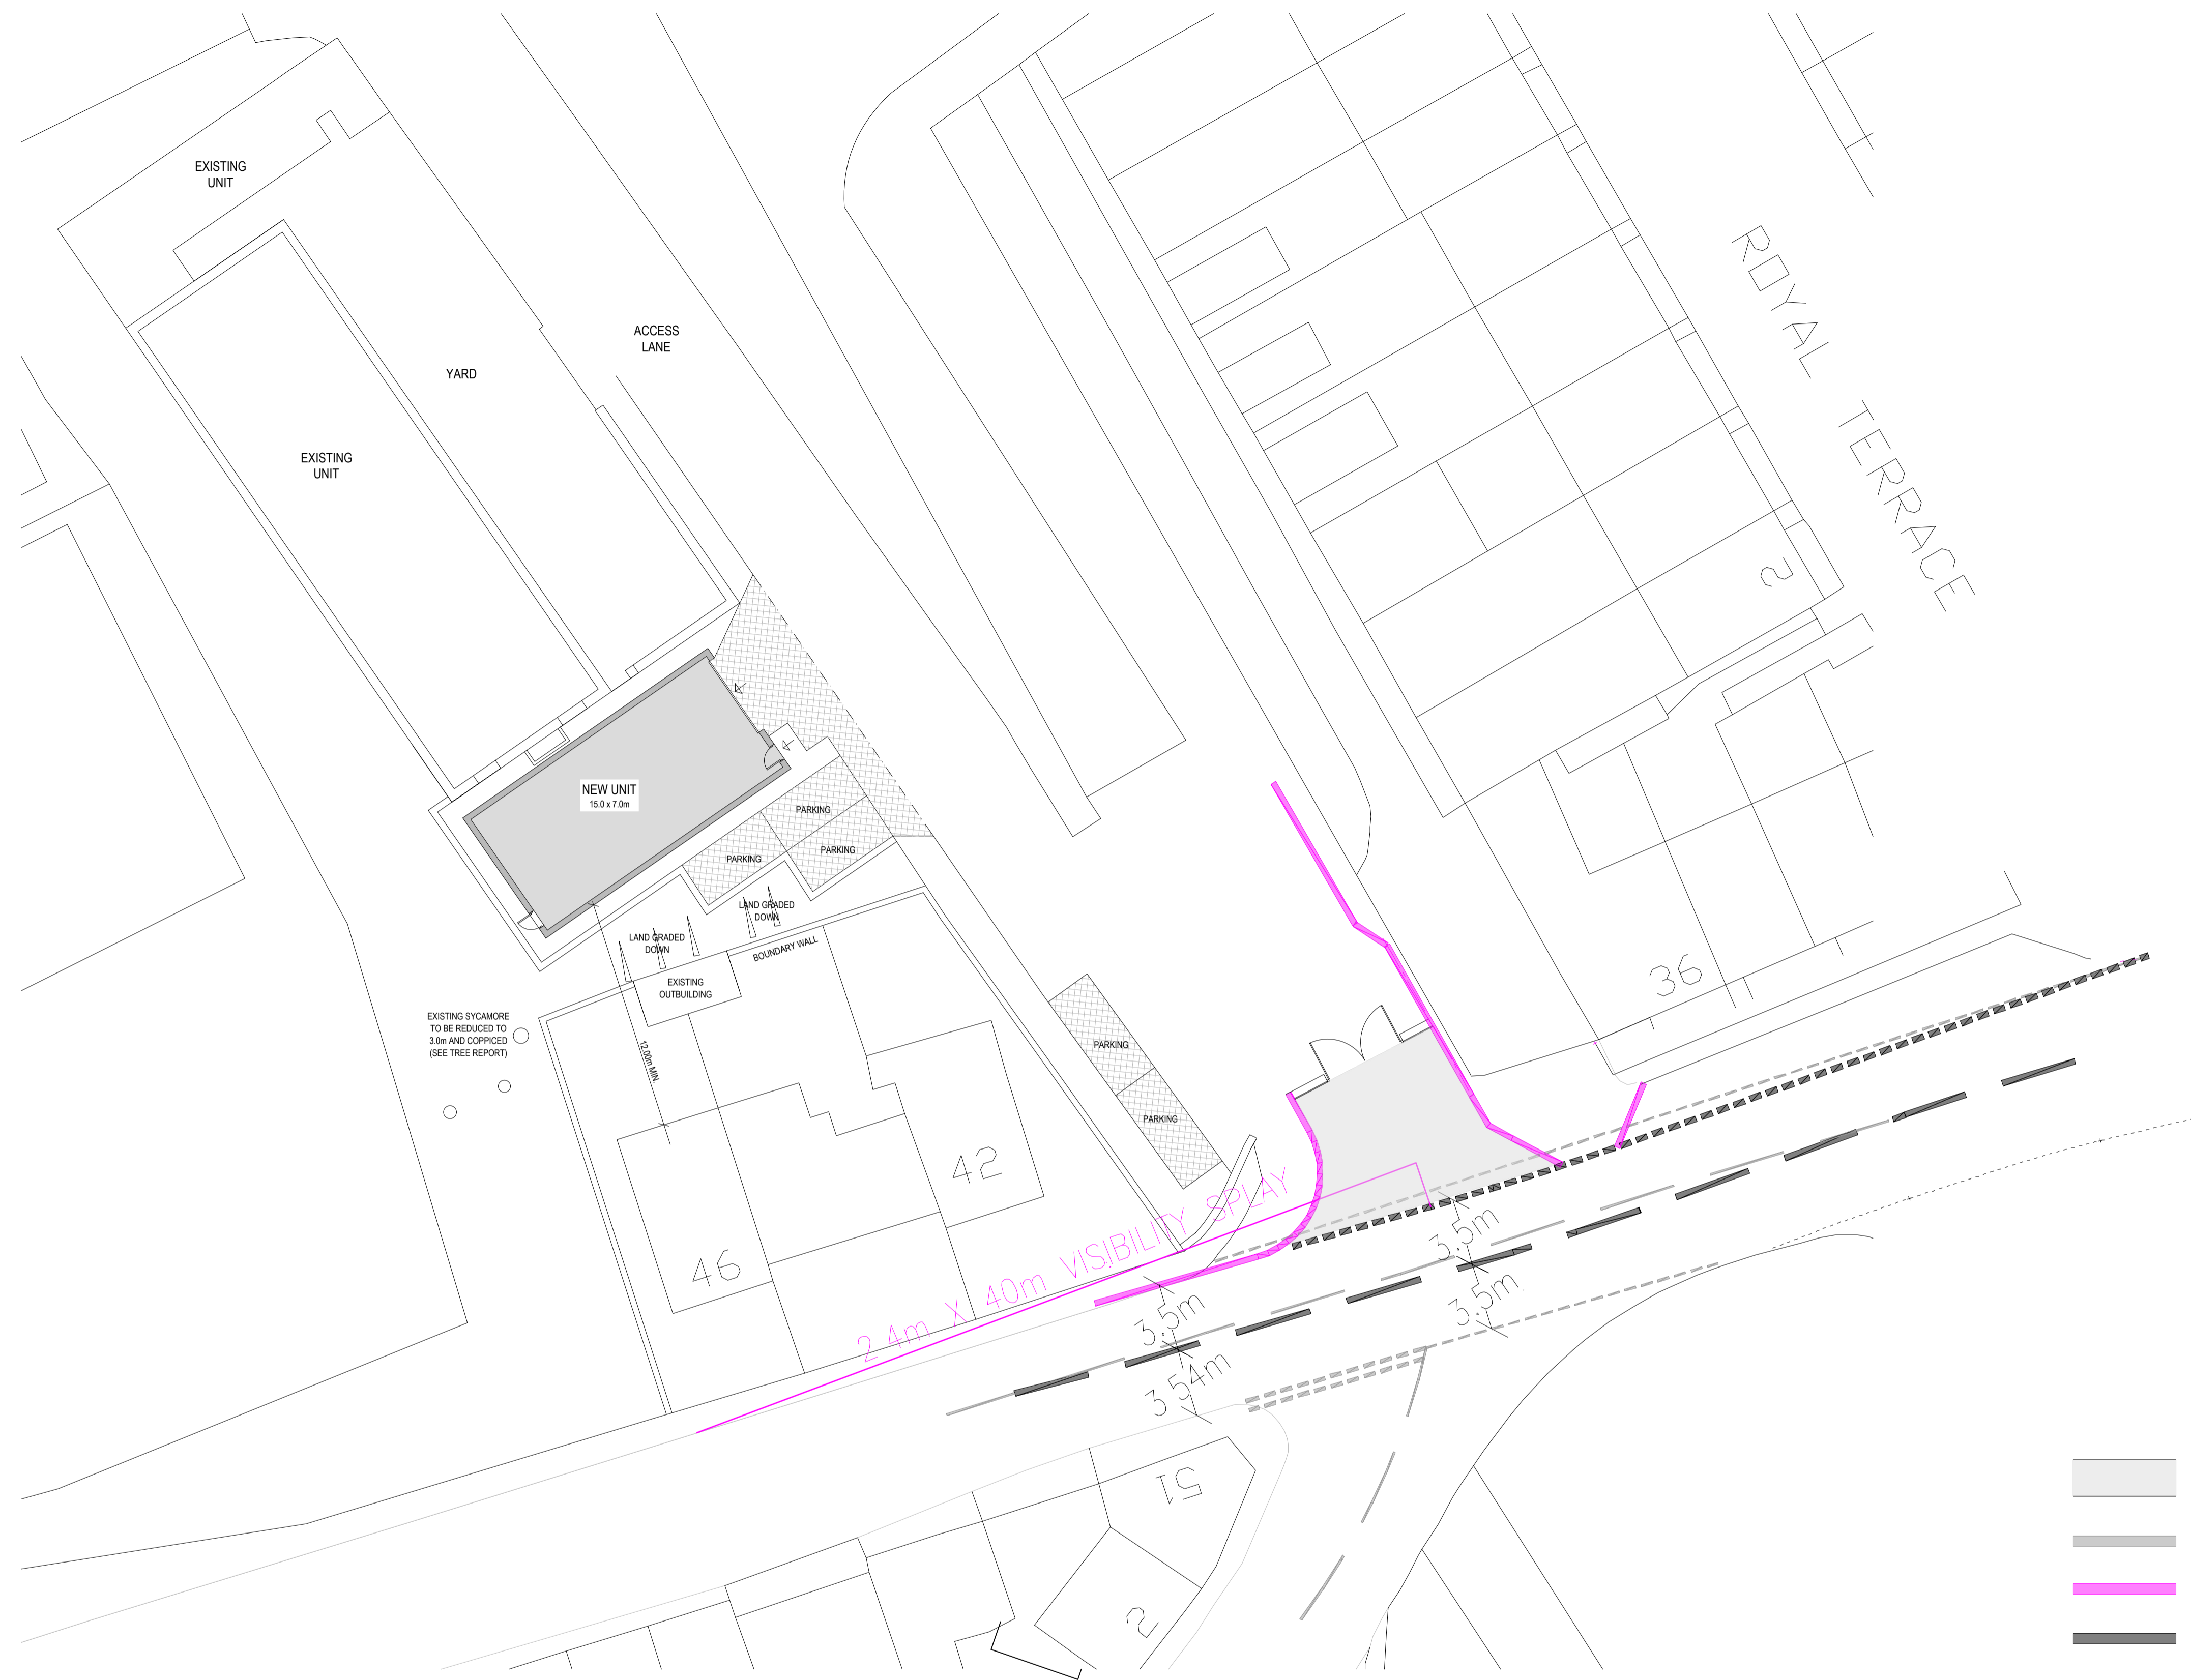 EXISTING
UNIT
ACCESS
LANE
YARD
EXISTING
UNIT
ROYAL TERRACE
2
NEW UNIT
15.0 x 7.0m
PARKING
PARKING
PARKING
LAND GRADED
DOWN
LAND GRADED
DOWN
BOUNDARY WALL
EXISTING
OUTBUILDING
36
EXISTING SYCAMORE
TO BE REDUCED TO
3.0m AND COPPICED
(SEE TREE REPORT)
12.00m MIN.
PARKING
PARKING
42
46
2.4m X 40m VISIBILITY SPLAY
3.5m
3.5m
3.5m
3.54m
51
2